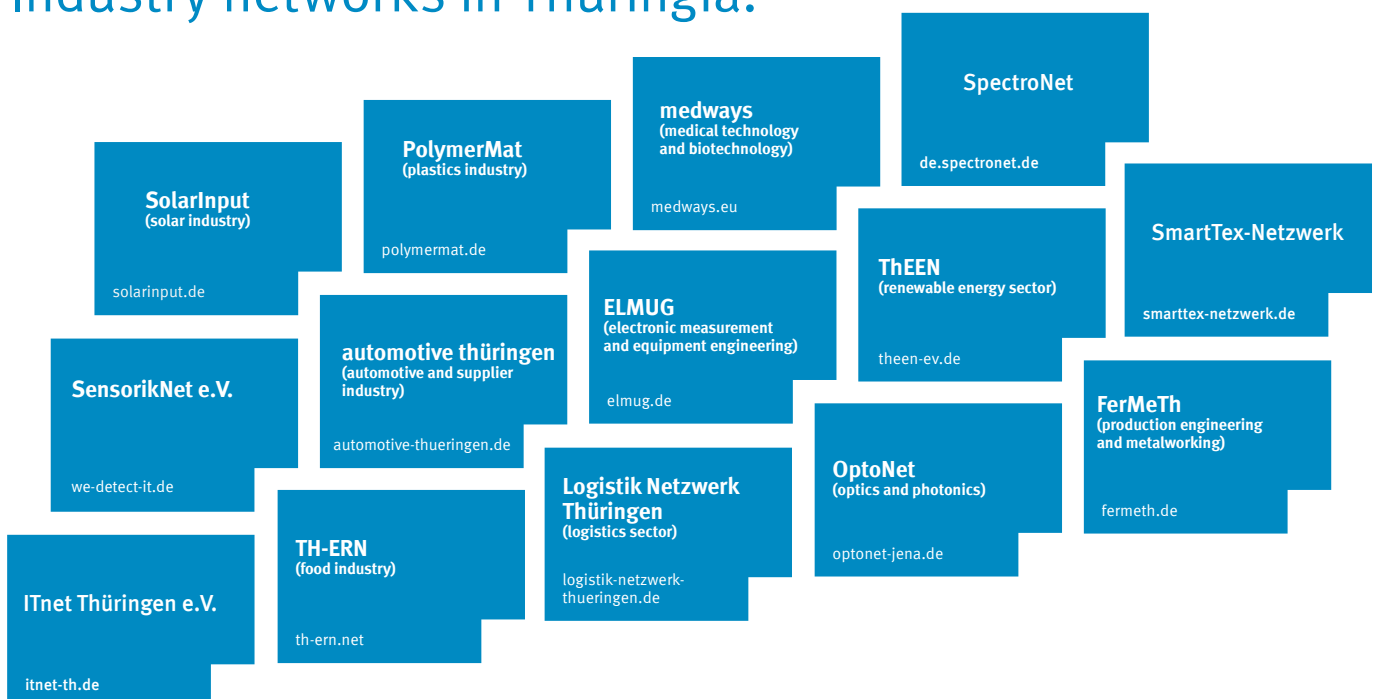 industry networks in Thuringia.
SpectroNet
de.spectronet.de
medways
(medical technology
and biotechnology)
medways.eu
PolymerMat
(plastics industry)
polymermat.de
SolarInput
(solar industry)
solarinput.de
SmartTex-Netzwerk
smarttex-netzwerk.de
ThEEN
(renewable energy sector)
theen-ev.de
ELMUG
(electronic measurement
and equipment engineering)
elmug.de
automotive thüringen
(automotive and supplier
industry)
automotive-thueringen.de
SensorikNet e.V.
we-detect-it.de
FerMeTh
(production engineering
and metalworking)
fermeth.de
OptoNet
(optics and photonics)
optonet-jena.de
Logistik Netzwerk
Thüringen
(logistics sector)
logistik-netzwerk-
thueringen.de
TH-ERN
(food industry)
th-ern.net
ITnet Thüringen e.V.
itnet-th.de